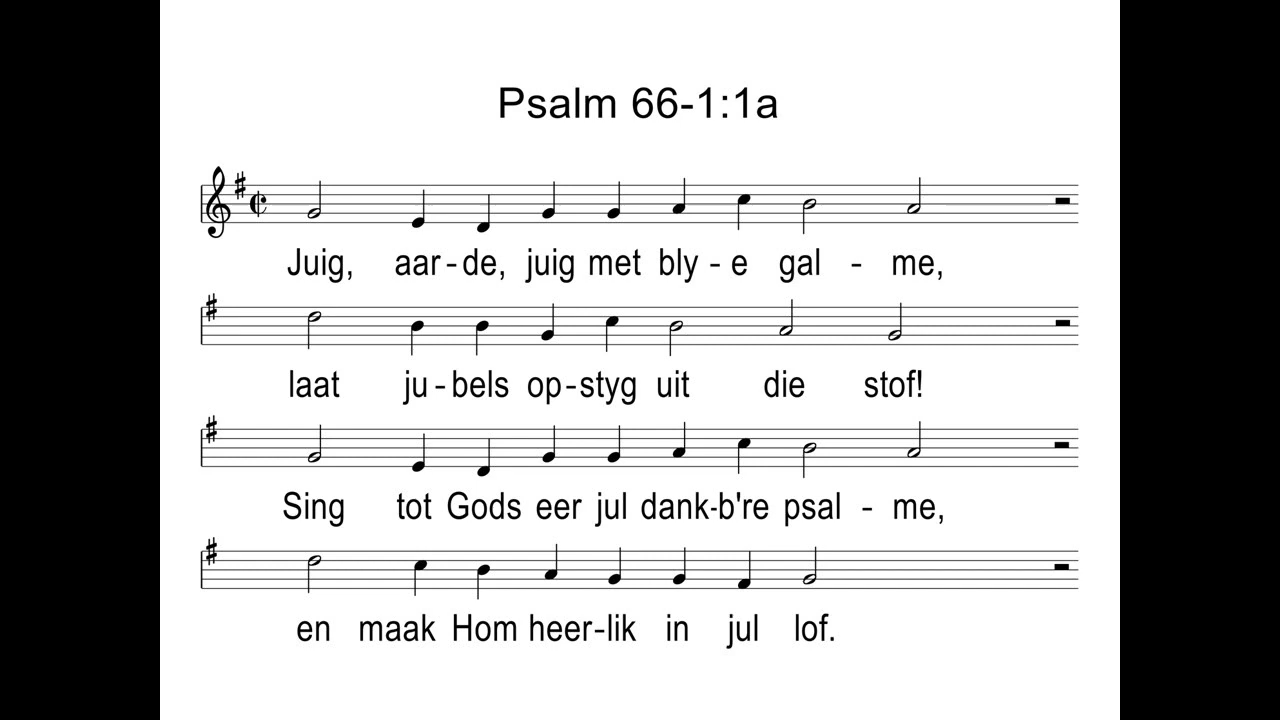 Psalm 66-1:1a
Juig, aar-de, juig met bly-e gal-me,
laat ju-bels op-styg uit die stof!
Sing tot Gods eer jul dank-b're psal-me,
en maak Hom heer-lik in jul lof.